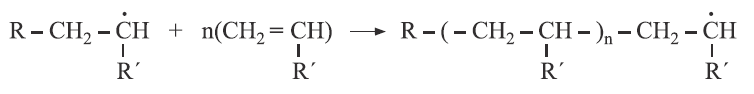 R – CH₂ – ĊH + n(CH₂ = CH) ⟶ R – ( – CH₂ – CH – )ₙ – CH₂ – ĊH
R´ R´ R´ R´